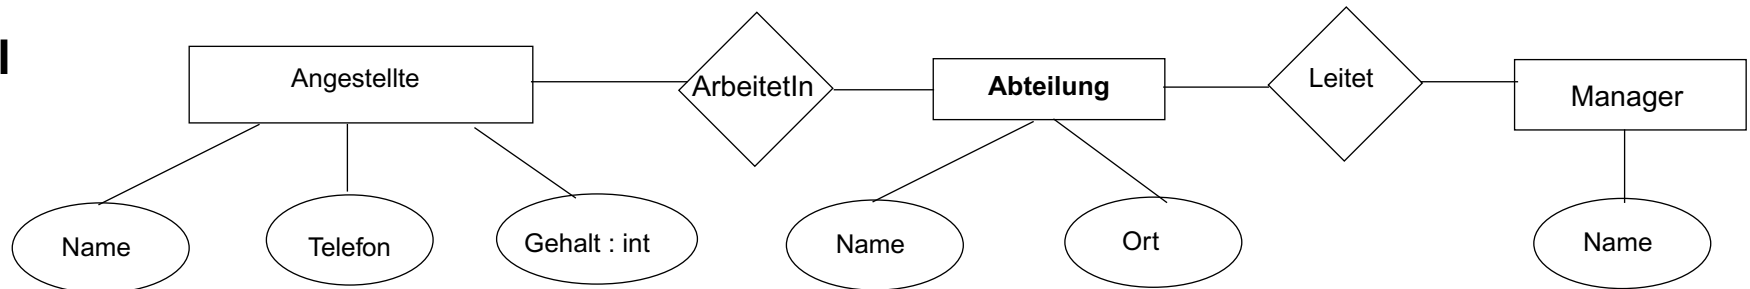 Angestellte
ArbeitetIn
Abteilung
Leitet
Manager
Name
Telefon
Gehalt : int
Name
Ort
Name